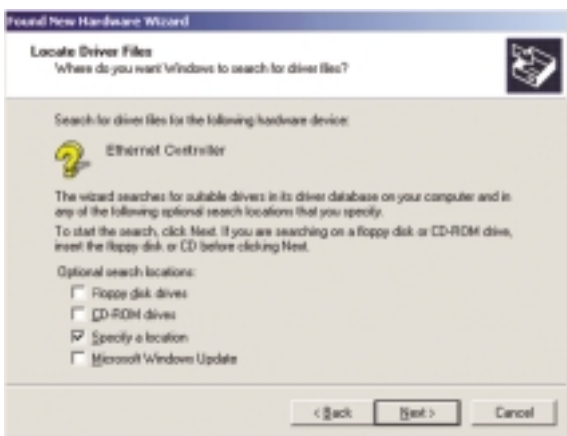 Found New Hardware Wizard
Locate Driver Files
Where do you want Windows to search for driver files?
Search for driver files for the following hardware device:
Ethernet Controller
The wizard searches for suitable drivers in its driver database on your computer and in
any of the following optional search locations that you specify.
To start the search, click Next. If you are searching on a floppy disk or CD-ROM drive,
insert the floppy disk or CD before clicking Next.
Optional search locations:
Floppy disk drives
CD-ROM drives
Specify a location
Microsoft Windows Update
< Back
Next >
Cancel